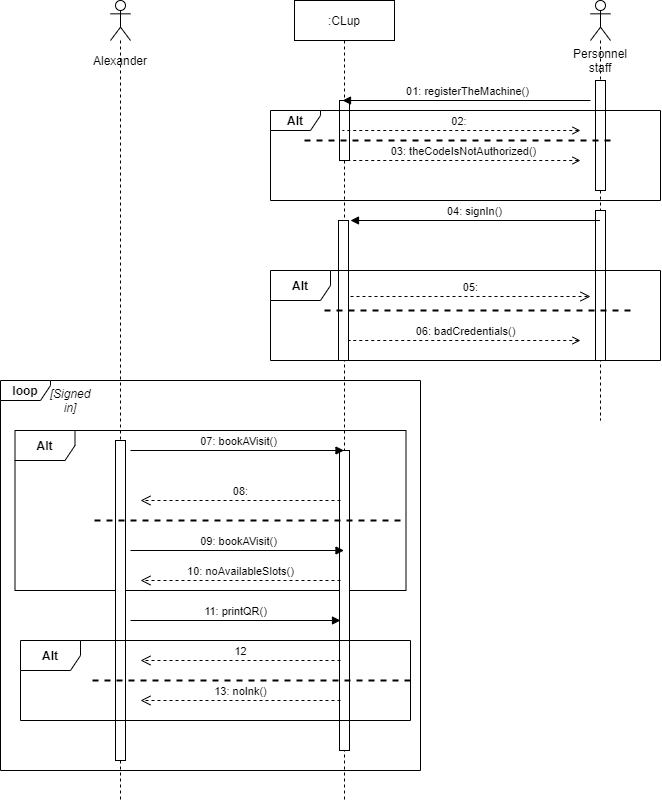 Alexander
:CLup
Personnel
staff
01: registerTheMachine()
Alt
02:
03: theCodeIsNotAuthorized()
04: signIn()
Alt
05:
06: badCredentials()
loop
[Signed
in]
Alt
07: bookAVisit()
08:
09: bookAVisit()
10: noAvailableSlots()
11: printQR()
Alt
12
13: noInk()